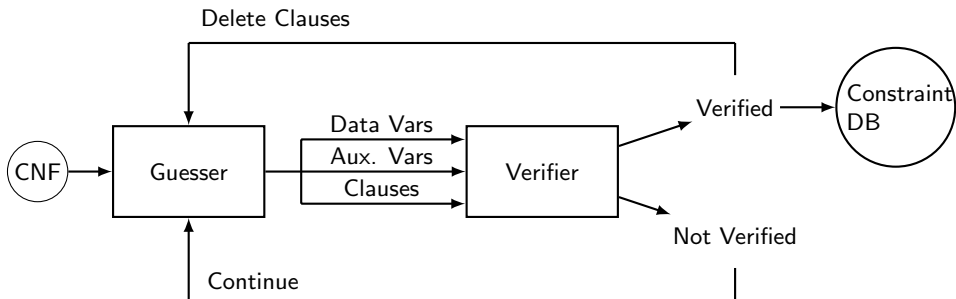 Delete Clauses
CNF
Guesser
Data Vars
Aux. Vars
Clauses
Verifier
Verified
Constraint
DB
Not Verified
Continue